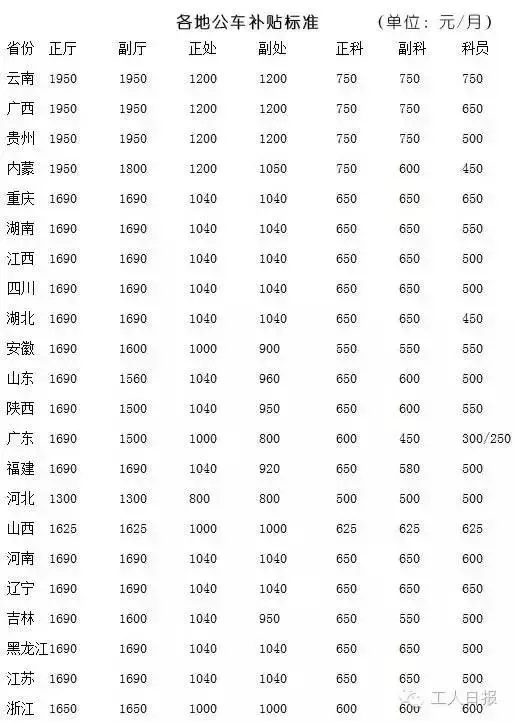 各地公车补贴标准 （单位：元/月）
省份 正厅 副厅 正处 副处 正科 副科 科员
云南 1950 1950 1200 1200 750 750 750
广西 1950 1950 1200 1200 750 750 650
贵州 1950 1950 1200 1200 750 750 500
内蒙 1950 1800 1200 1050 750 600 450
重庆 1690 1690 1040 1040 650 650 650
湖南 1690 1690 1040 1040 650 650 550
江西 1690 1690 1040 1040 650 650 500
四川 1690 1690 1040 1040 650 650 500
湖北 1690 1690 1040 1040 650 650 450
安徽 1690 1600 1000 900 550 550 550
山东 1690 1560 1040 960 650 600 500
陕西 1690 1500 1040 950 650 600 550
广东 1690 1500 1000 800 600 450 300/250
福建 1690 1690 1040 920 650 580 500
河北 1300 1300 800 800 500 500 500
山西 1625 1625 1000 1000 625 625 625
河南 1690 1690 1040 1040 650 650 600
辽宁 1690 1690 1040 1040 650 650 650
吉林 1690 1600 1040 950 650 550 500
黑龙江1690 1690 1040 1040 650 650 500
江苏 1690 1690 1040 1040 650 650 500
浙江 1650 1650 1000 1000 600 600 600
工人日报